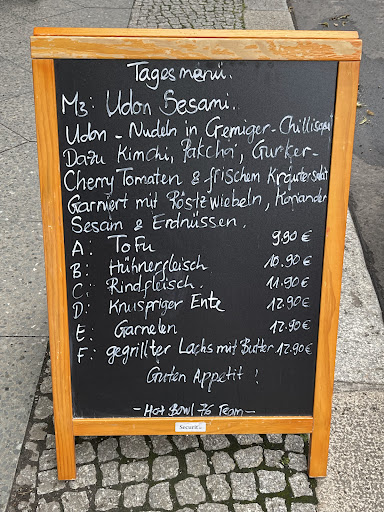 Tagesmenü.
M3: Udon Sesami.
Udon-Nudeln in Cremiger-Chillisauce
Dazu Kimchi, Pakchoi, Gurken-
Cherry Tomaten & frischem Kräutersalat
Garniert mit Röstzwiebeln, Koriander
Sesam & Erdnüssen.
A: Tofu 9.90 €
B: Hühnerfleisch 10.90 €
C: Rindfleisch. 11.90 €
D: Knuspriger Ente 12.90 €
E: Garnelen 12.90 €
F: gegrillter Lachs mit Butter 12.90 €
Guten Appetit!
- Hot Bowl 76 Team -
Securit